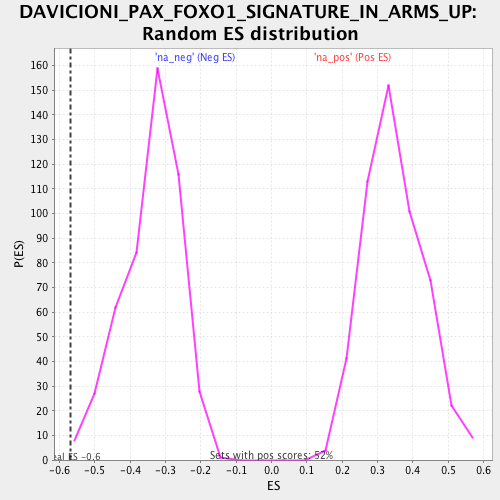 DAVICIONI_PAX_FOXO1_SIGNATURE_IN_ARMS_UP:
Random ES distribution
'na_neg' (Neg ES) 'na_pos' (Pos ES)
160
150
140
130
120
110
100
90
80
70
60
50
40
30
20
10
0
P(ES)
ES -0.6 Sets with pos scores: 52%
-0.6 -0.5 -0.4 -0.3 -0.2 -0.1 0.0 0.1 0.2 0.3 0.4 0.5 0.6
ES